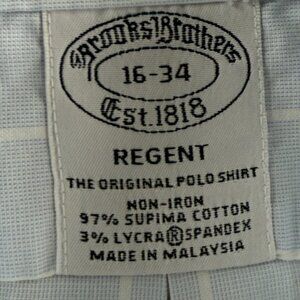 Brooks Brothers
16-34
Est.1818
REGENT
THE ORIGINAL POLO SHIRT
NON-IRON
97% SUPIMA COTTON
3% LYCRA®SPANDEX
MADE IN MALAYSIA